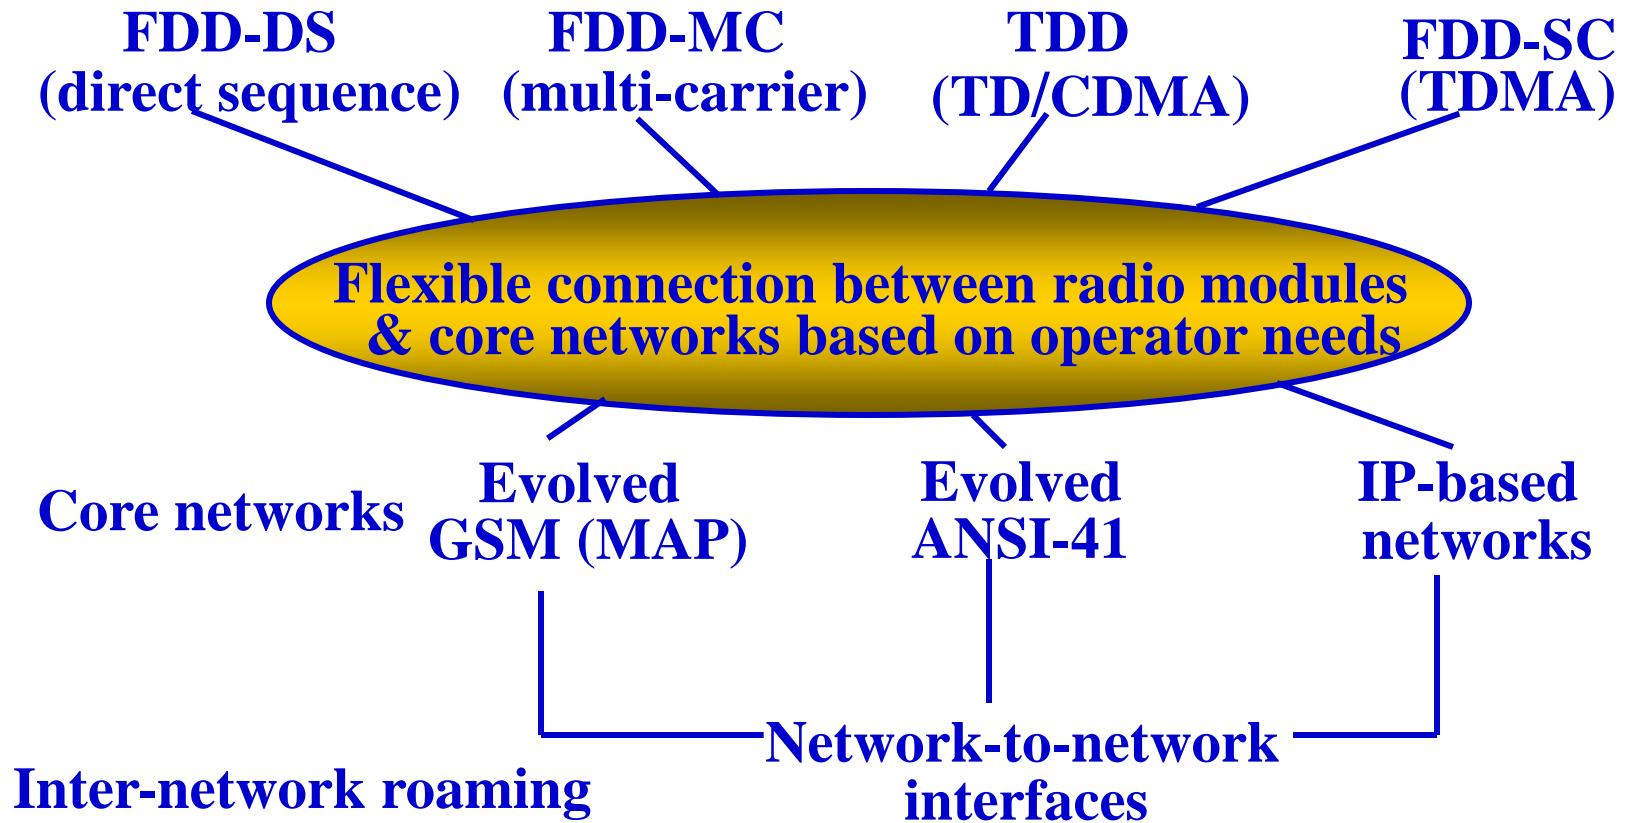 FDD-DS
(direct sequence)
FDD-MC
(multi-carrier)
TDD
(TD/CDMA)
FDD-SC
(TDMA)
Flexible connection between radio modules
& core networks based on operator needs
Core networks
Evolved
GSM (MAP)
Evolved
ANSI-41
IP-based
networks
Network-to-network
interfaces
Inter-network roaming